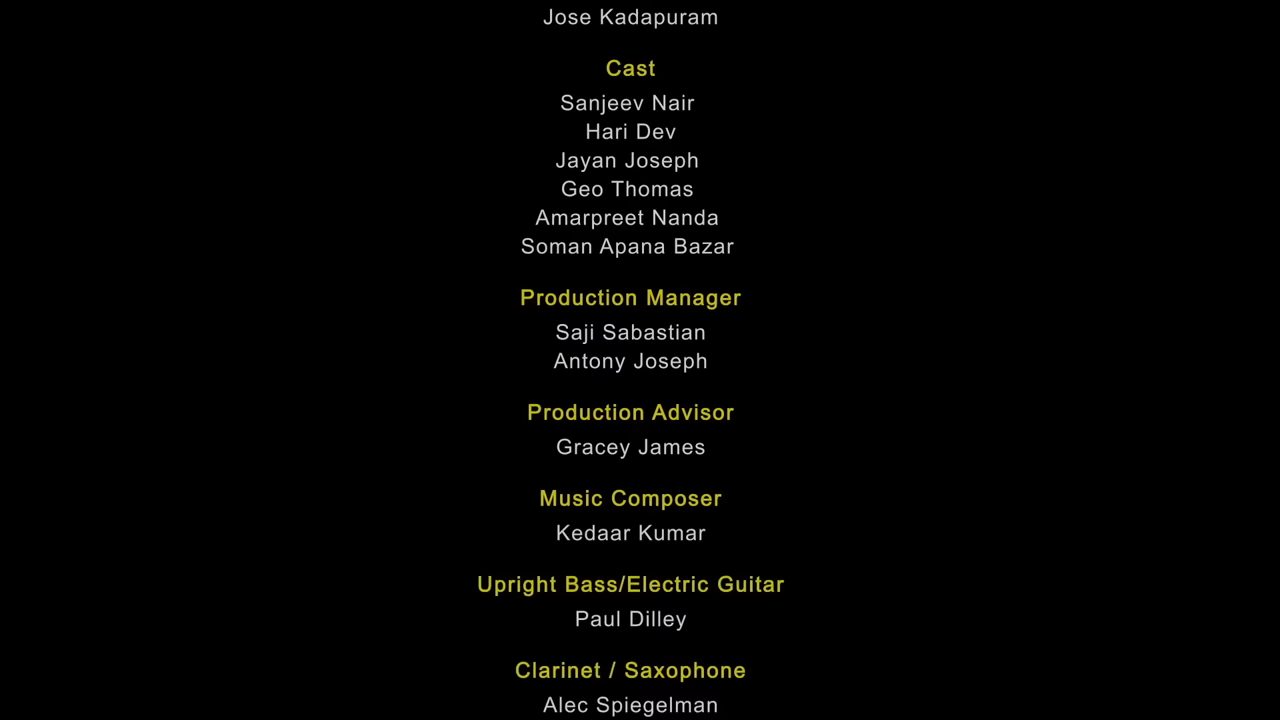 Jose Kadapuram
Cast
Sanjeev Nair
Hari Dev
Jayan Joseph
Geo Thomas
Amarpreet Nanda
Soman Apana Bazar
Production Manager
Saji Sabastian
Antony Joseph
Production Advisor
Gracey James
Music Composer
Kedaar Kumar
Upright Bass/Electric Guitar
Paul Dilley
Clarinet / Saxophone
Alec Spiegelman